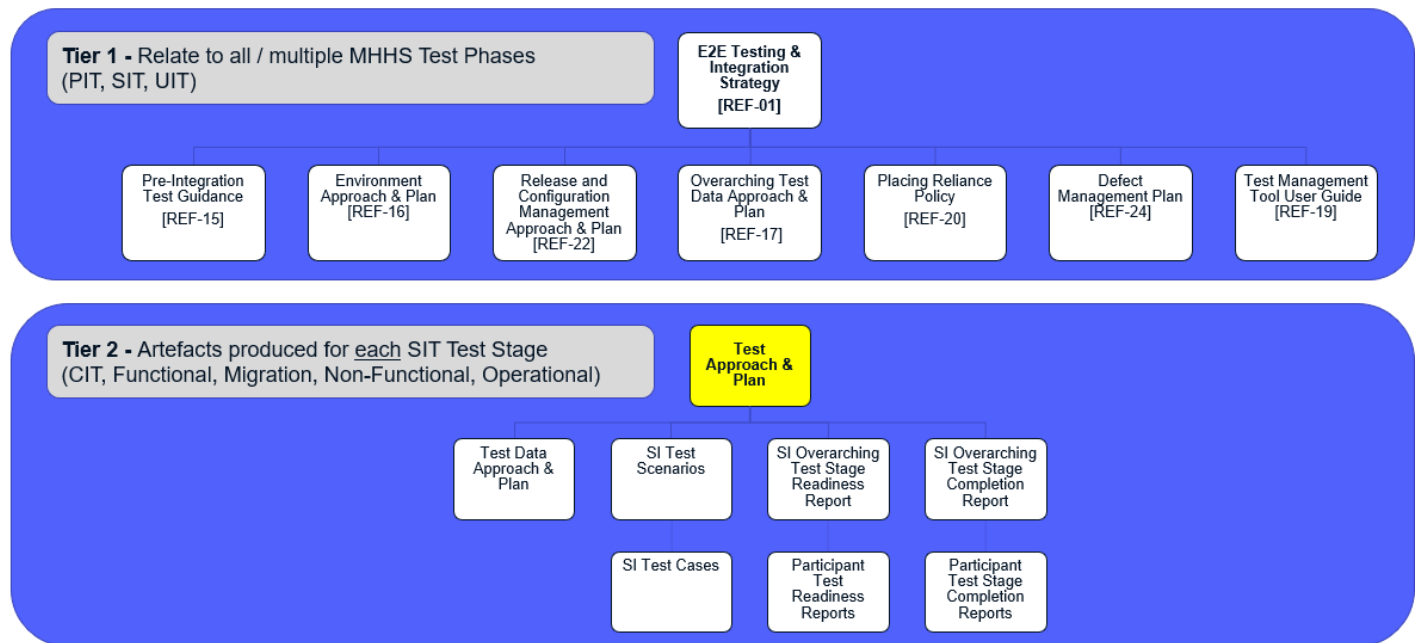 Tier 1 - Relate to all / multiple MHHS Test Phases
(PIT, SIT, UIT)
E2E Testing &
Integration
Strategy
[REF-01]
Pre-Integration
Test Guidance
[REF-15]
Environment
Approach & Plan
[REF-16]
Release and
Configuration
Management
Approach & Plan
[REF-22]
Overarching Test
Data Approach &
Plan
[REF-17]
Placing Reliance
Policy
[REF-20]
Defect
Management Plan
[REF-24]
Test Management
Tool User Guide
[REF-19]
Tier 2 - Artefacts produced for each SIT Test Stage
(CIT, Functional, Migration, Non-Functional, Operational)
Test
Approach &
Plan
Test Data
Approach &
Plan
SI Test
Scenarios
SI Overarching
Test Stage
Readiness
Report
SI Overarching
Test Stage
Completion
Report
SI Test Cases
Participant
Test
Readiness
Reports
Participant
Test Stage
Completion
Reports